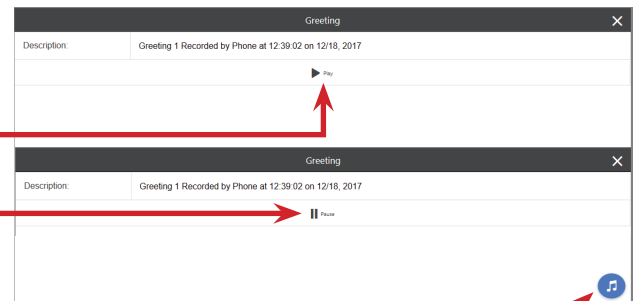 Greeting
Description: Greeting 1 Recorded by Phone at 12:39:02 on 12/18, 2017
Play
Greeting
Description: Greeting 1 Recorded by Phone at 12:39:02 on 12/18, 2017
Pause